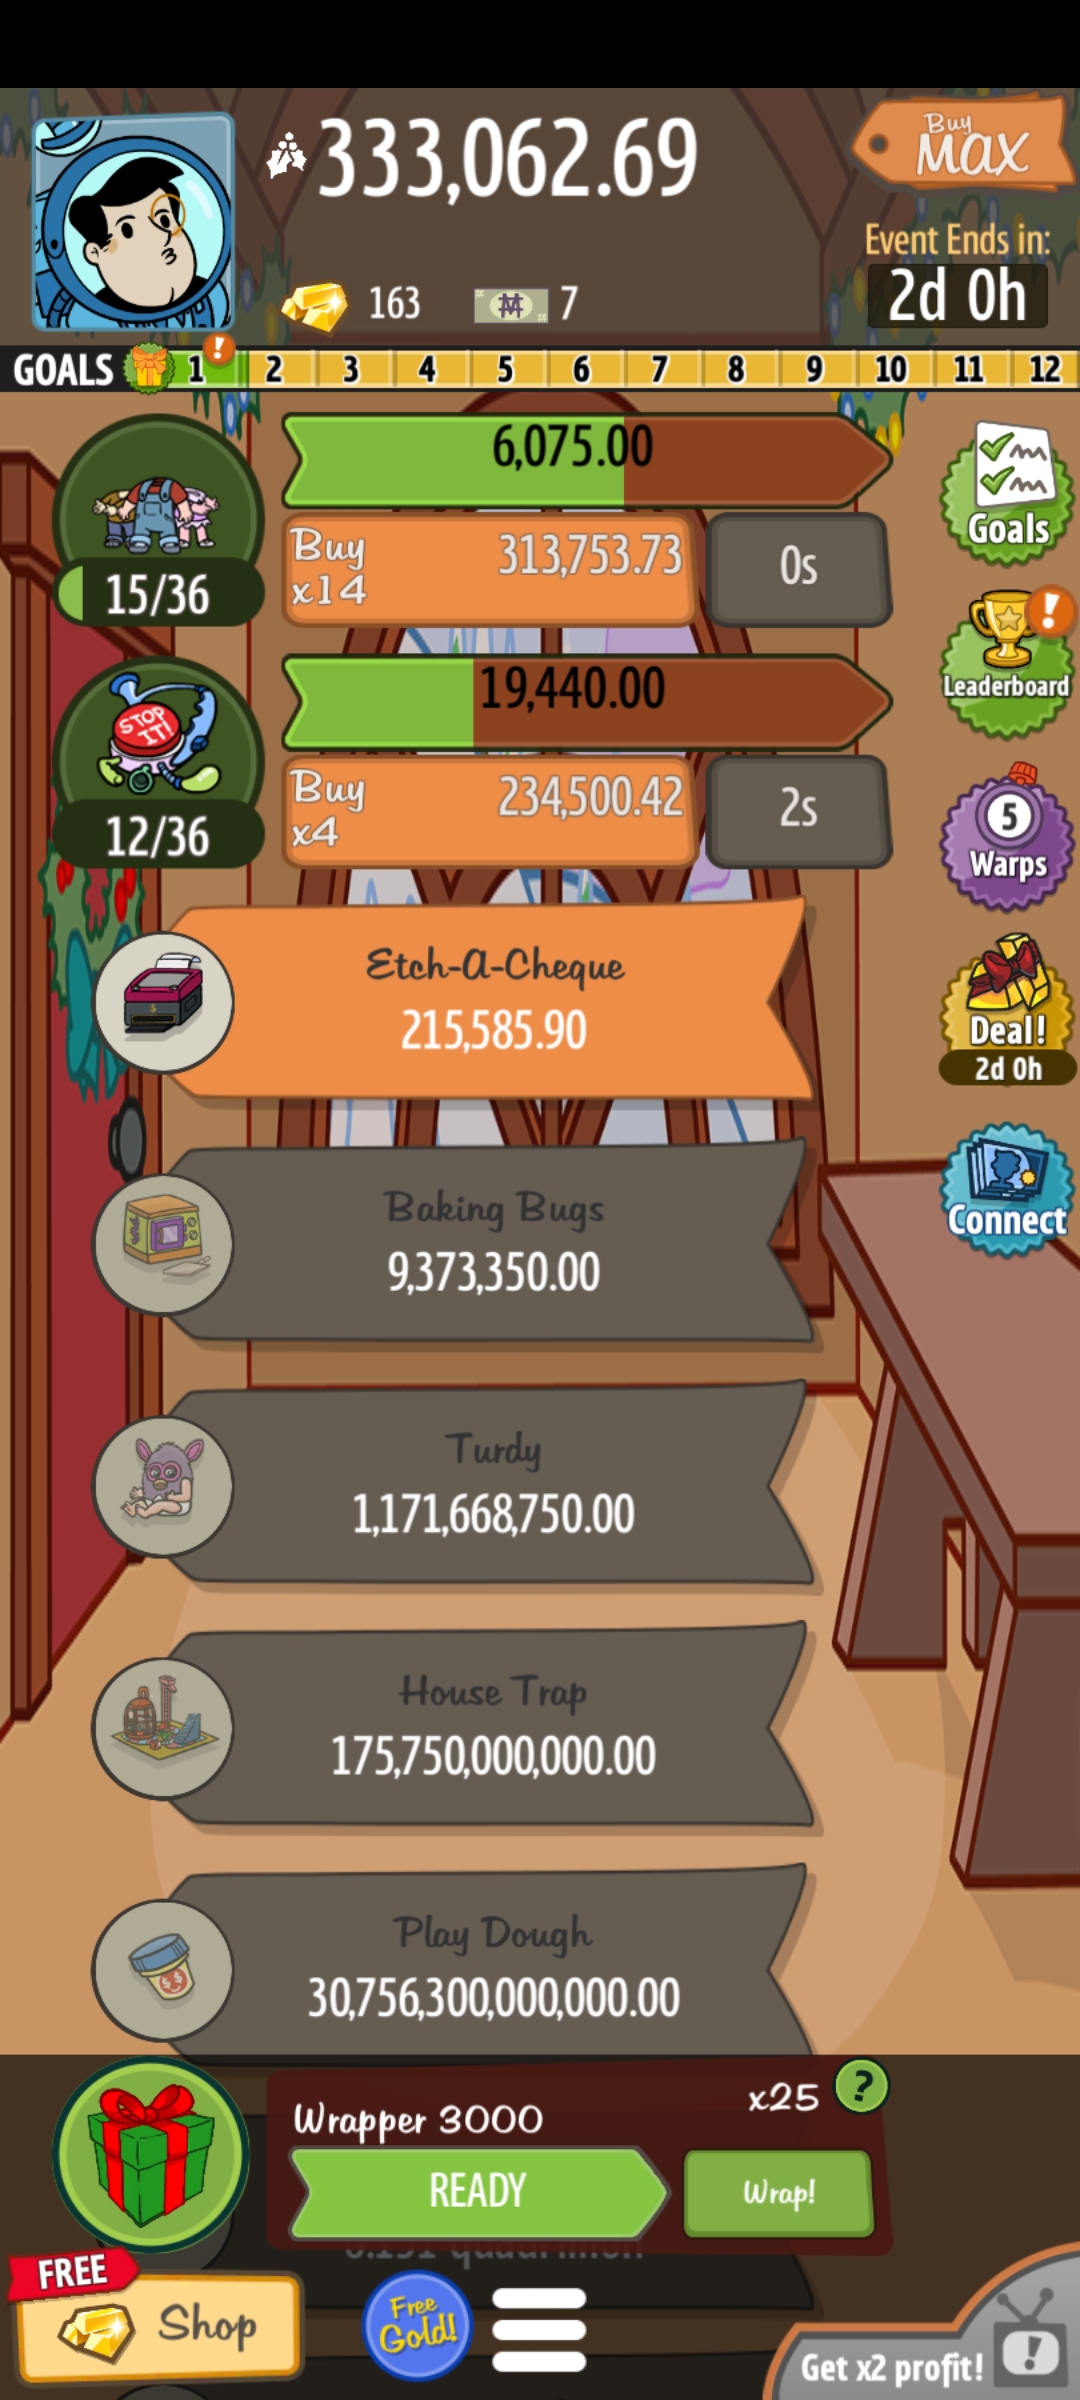 333,062.69
Buy
MAX
Event Ends in:
2d 0h
163
7
GOALS 1 ! 2 3 4 5 6 7 8 9 10 11 12
6,075.00
Buy
x14
313,753.73
0s
15/36
Goals
!
Leaderboard
19,440.00
STOP
IT!
Buy
x4
234,500.42
2s
12/36
5
Warps
Etch-A-Cheque
215,585.90
Deal!
2d 0h
Baking Bugs
9,373,350.00
Connect
Turdy
1,171,668,750.00
House Trap
175,750,000,000.00
Play Dough
30,756,300,000,000.00
Wrapper 3000
x25
?
READY
Wrap!
FREE
Shop
Free
Gold!
Get x2 profit!
!